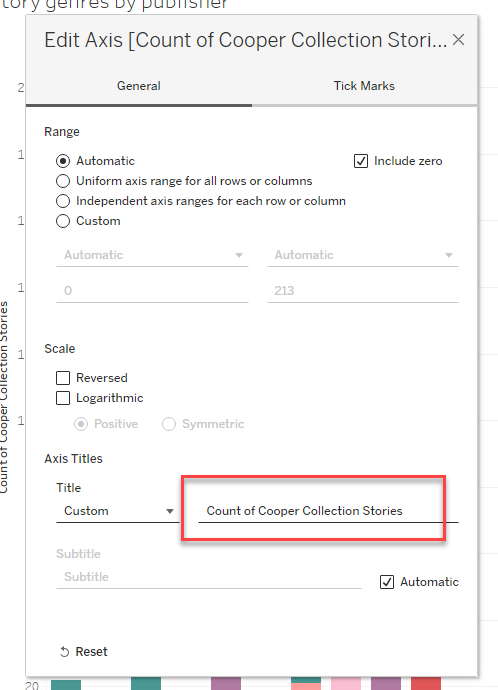 tory genres by publisher
Edit Axis [Count of Cooper Collection Stori...
General Tick Marks
Range
Automatic Include zero
Uniform axis range for all rows or columns
Independent axis ranges for each row or column
Custom
Automatic Automatic
0 213
Scale
Reversed
Logarithmic
Positive Symmetric
Axis Titles
Title
Custom Count of Cooper Collection Stories
Subtitle
Subtitle Automatic
Reset
Count of Cooper Collection Stories
2
1
1
1
1
1
20